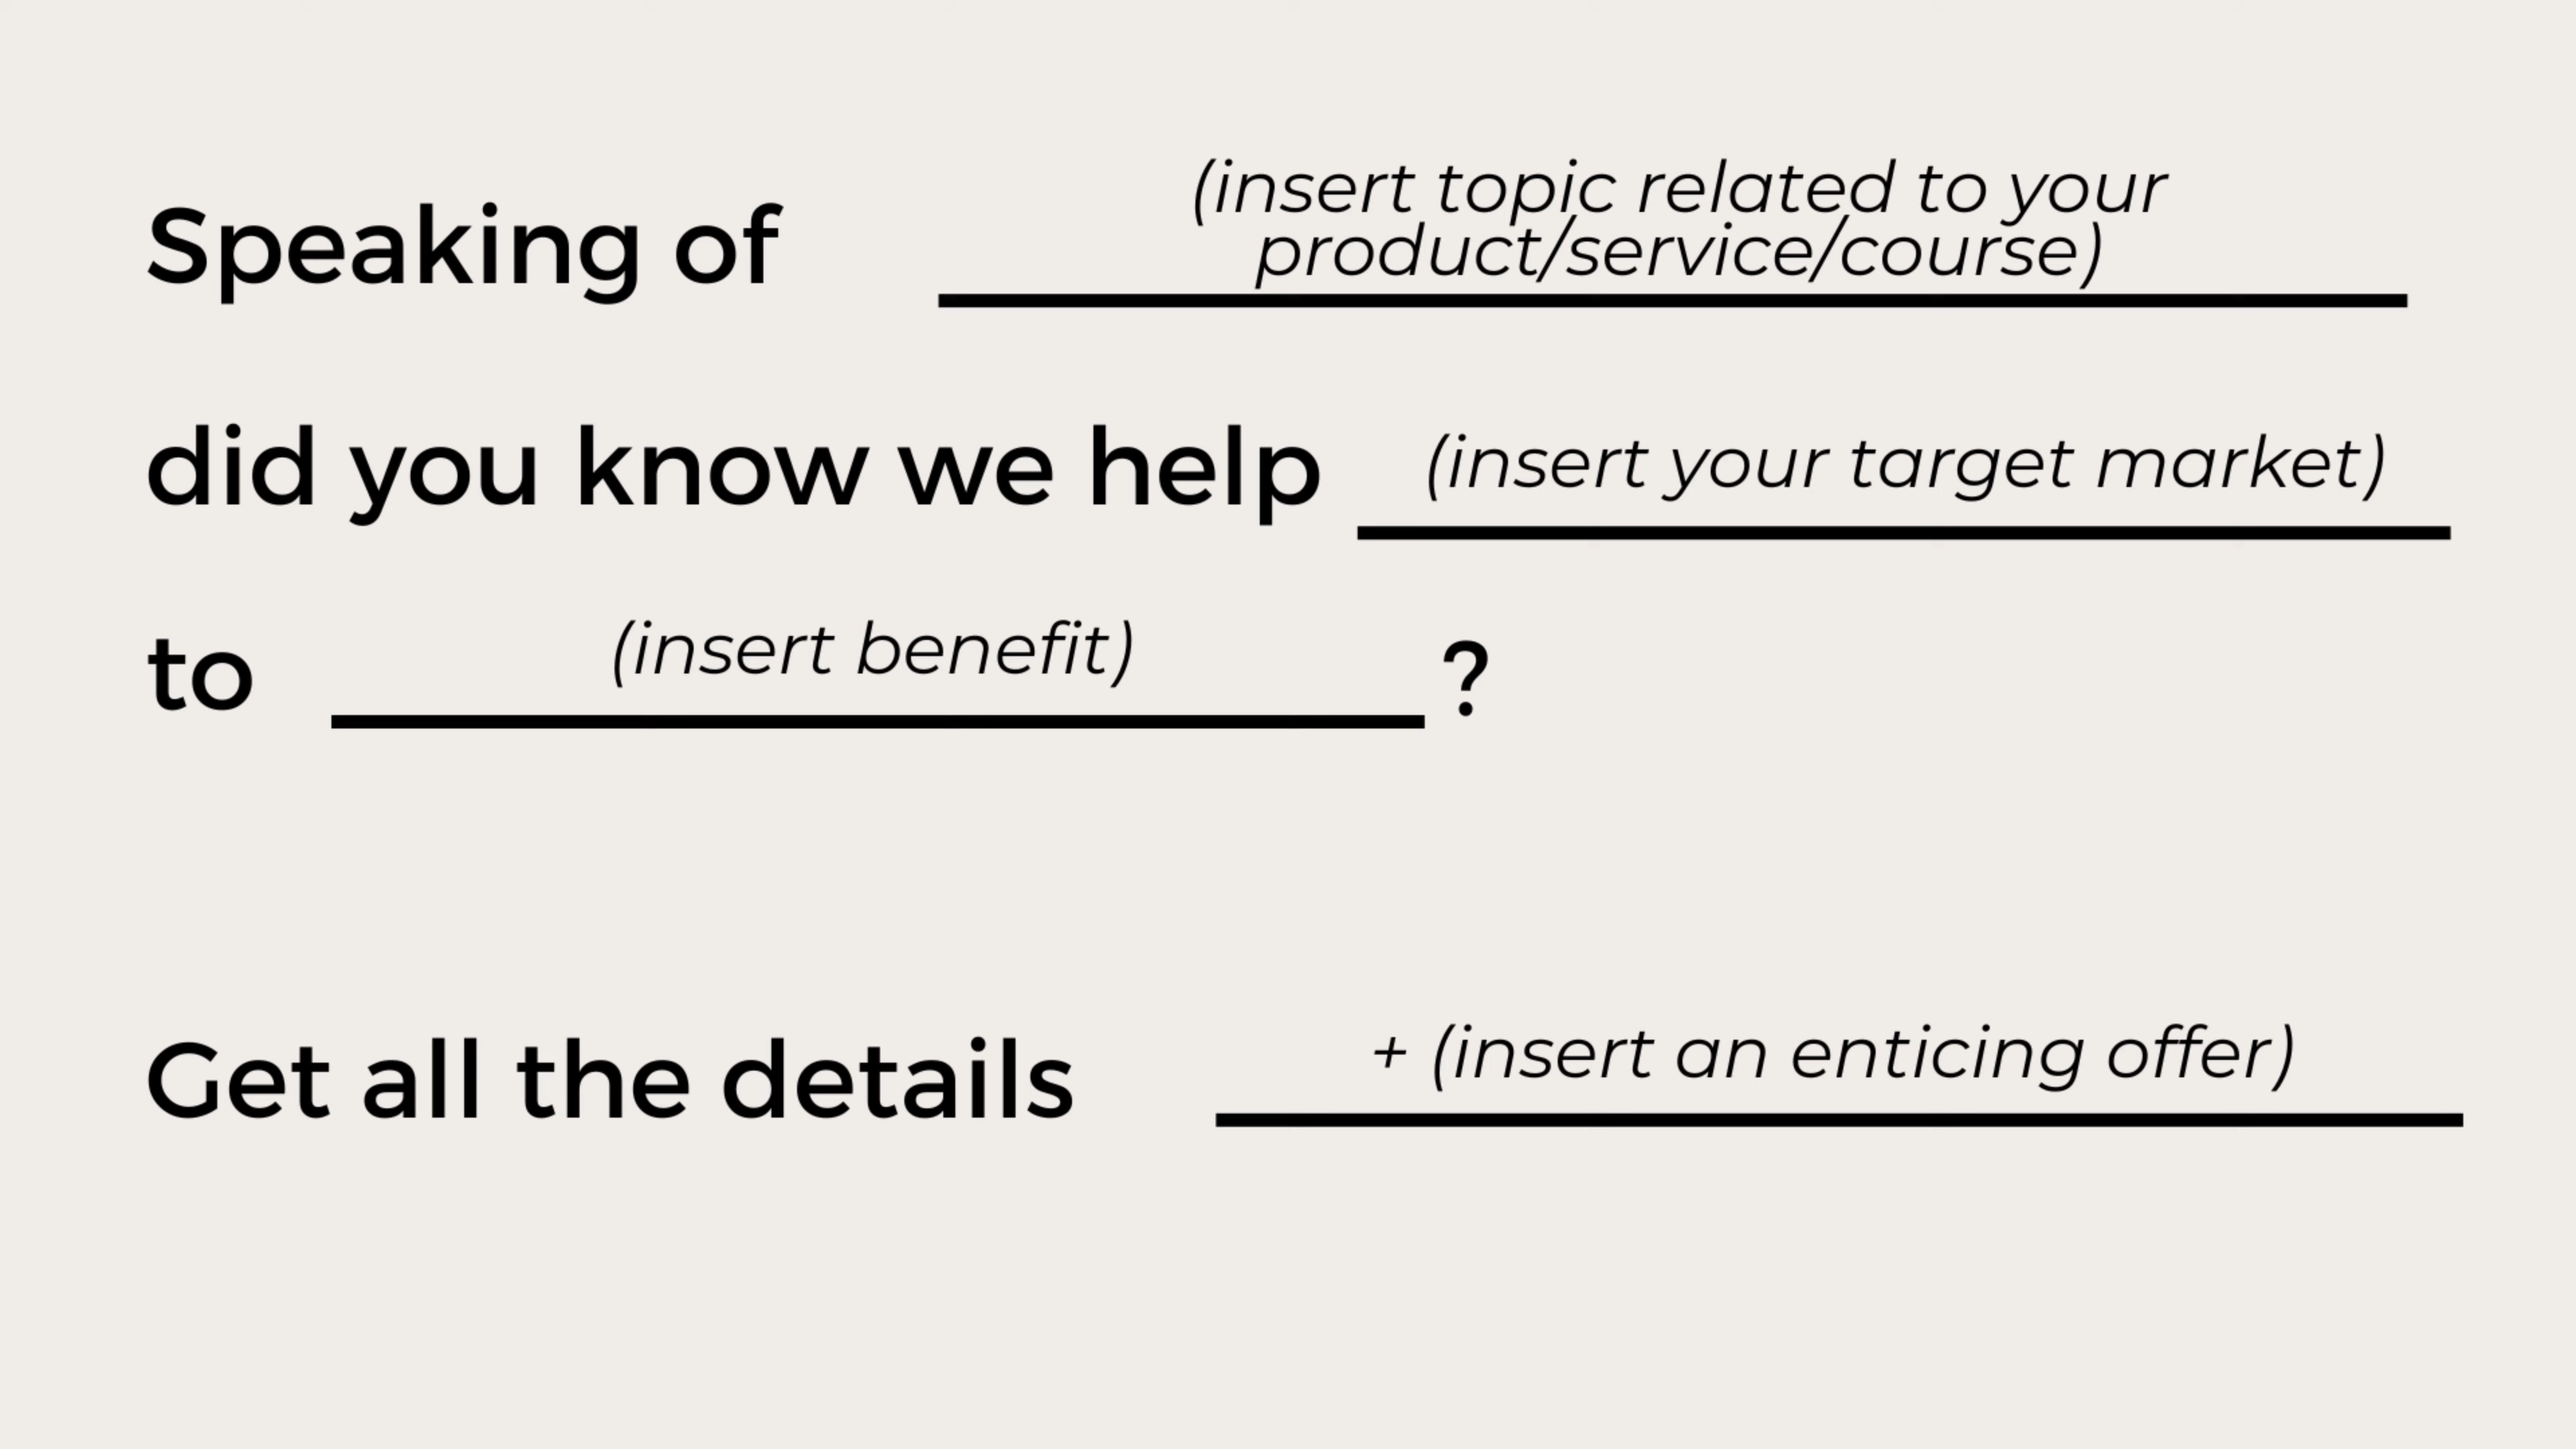 (insert topic related to your
Speaking of product/service/course)
did you know we help (insert your target market)
to (insert benefit) ?
Get all the details + (insert an enticing offer)